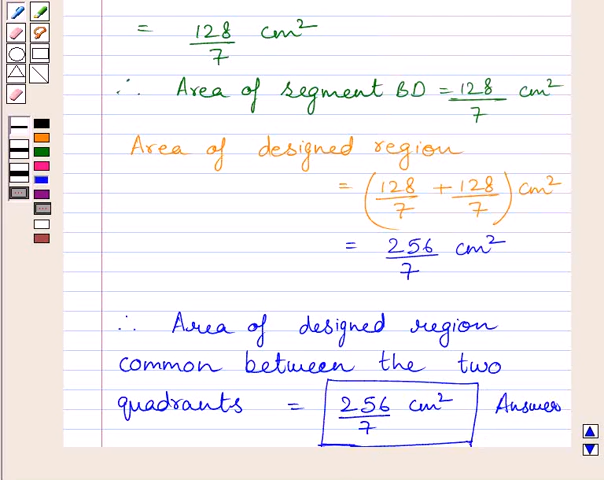 = 128/7 cm²
∴ Area of segment BD = 128/7 cm²
Area of designed region
= (128/7 + 128/7) cm²
= 256/7 cm²
∴ Area of designed region
common between the two
quadrants = 256/7 cm² Answer